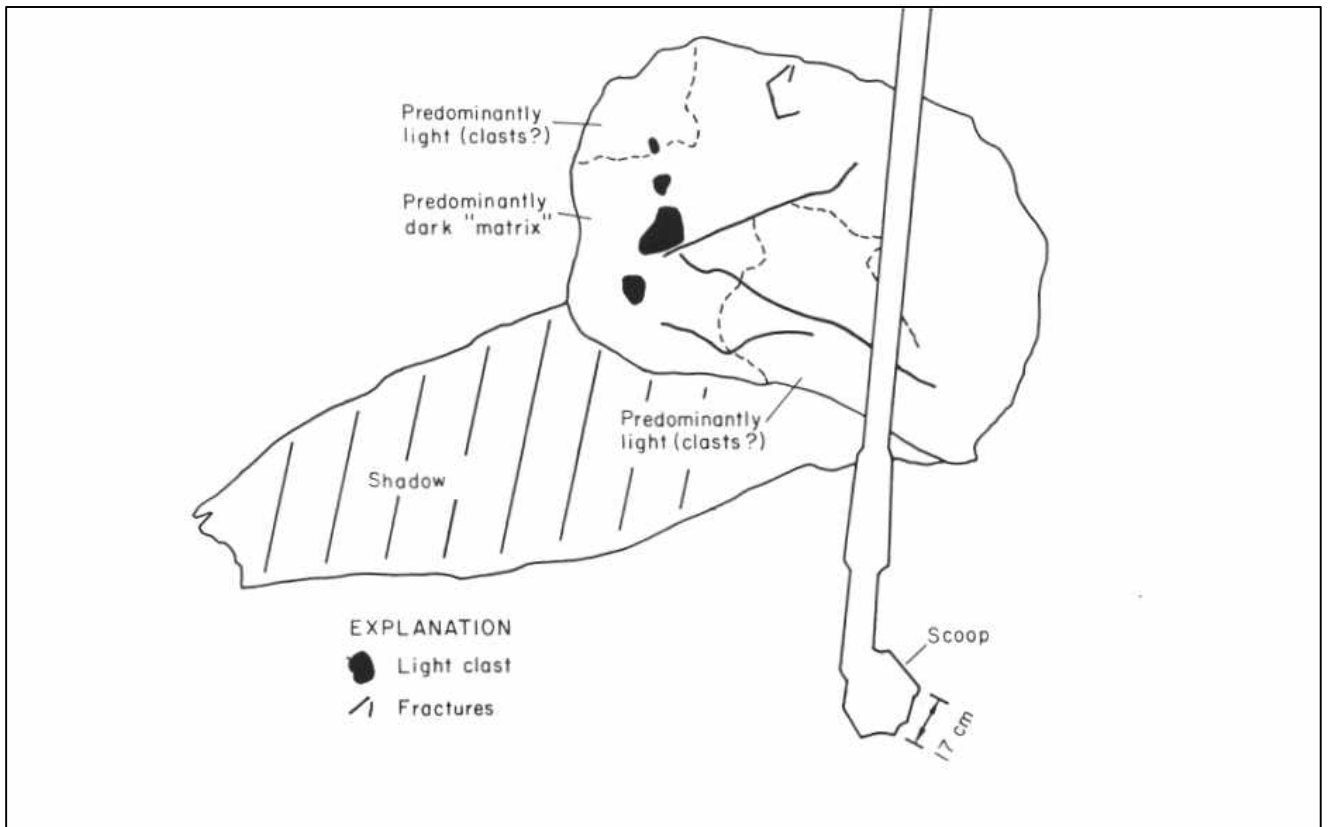 Predominantly
light (clasts?)
Predominantly
dark "matrix"
Predominantly
light (clasts?)
Shadow
EXPLANATION
Light clast
Fractures
Scoop
17 cm